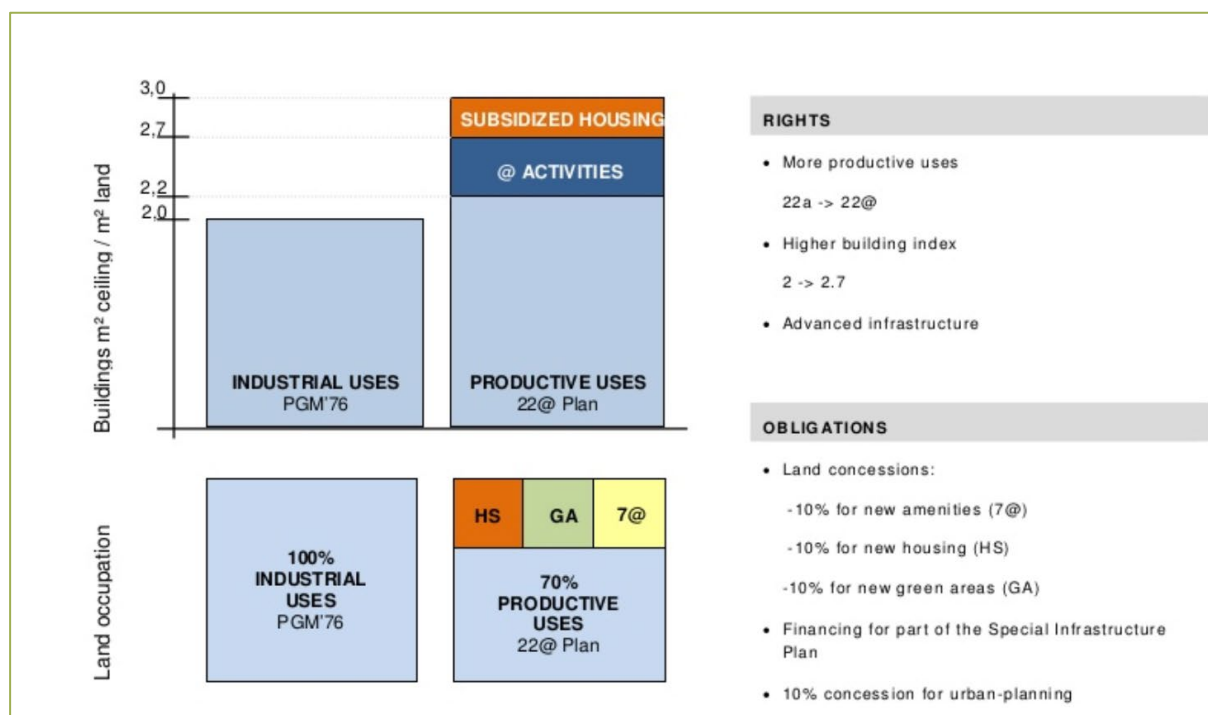 3,0
2,7
2,2
2,0
Buildings m² ceiling / m² land
SUBSIDIZED HOUSING
@ ACTIVITIES
INDUSTRIAL USES
PGM'76
PRODUCTIVE USES
22@ Plan
Land occupation
100%
INDUSTRIAL
USES
PGM'76
HS
GA
7@
70%
PRODUCTIVE
USES
22@ Plan
RIGHTS
• More productive uses
22a -> 22@
• Higher building index
2 -> 2.7
• Advanced infrastructure
OBLIGATIONS
• Land concessions:
-10% for new amenities (7@)
-10% for new housing (HS)
-10% for new green areas (GA)
• Financing for part of the Special Infrastructure
Plan
• 10% concession for urban-planning